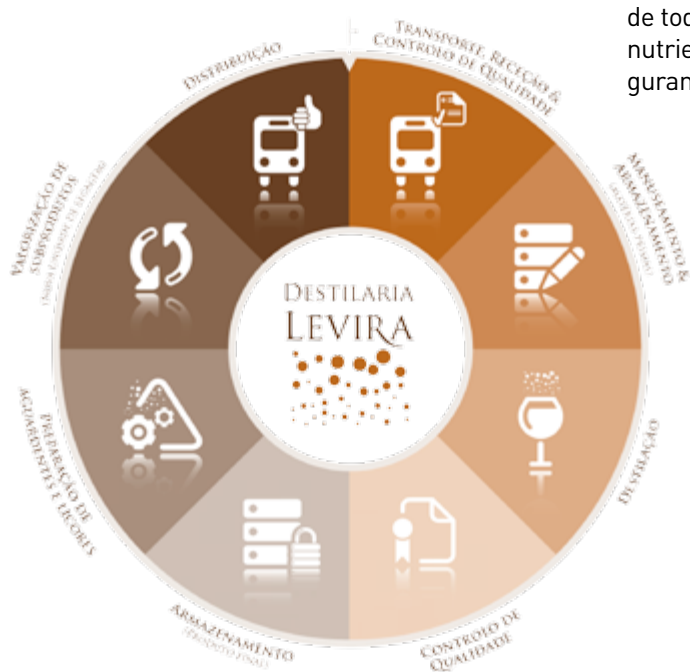 de toc
nutrie
guran
TRANSPORTE, RECEÇÃO &
CONTROLO DE QUALIDADE
MANUSEAMENTO &
ARMAZENAMENTO
DESTILAÇÃO
CONTROLO DE
QUALIDADE
ARMAZENAMENTO
(PRODUTO FINAL)
PREPARAÇÃO DE
AGUARDENTES E LICORES
VALORIZAÇÃO DE
SUBPRODUTOS
DISTRIBUIÇÃO
DESTILARIA
LEVIRA